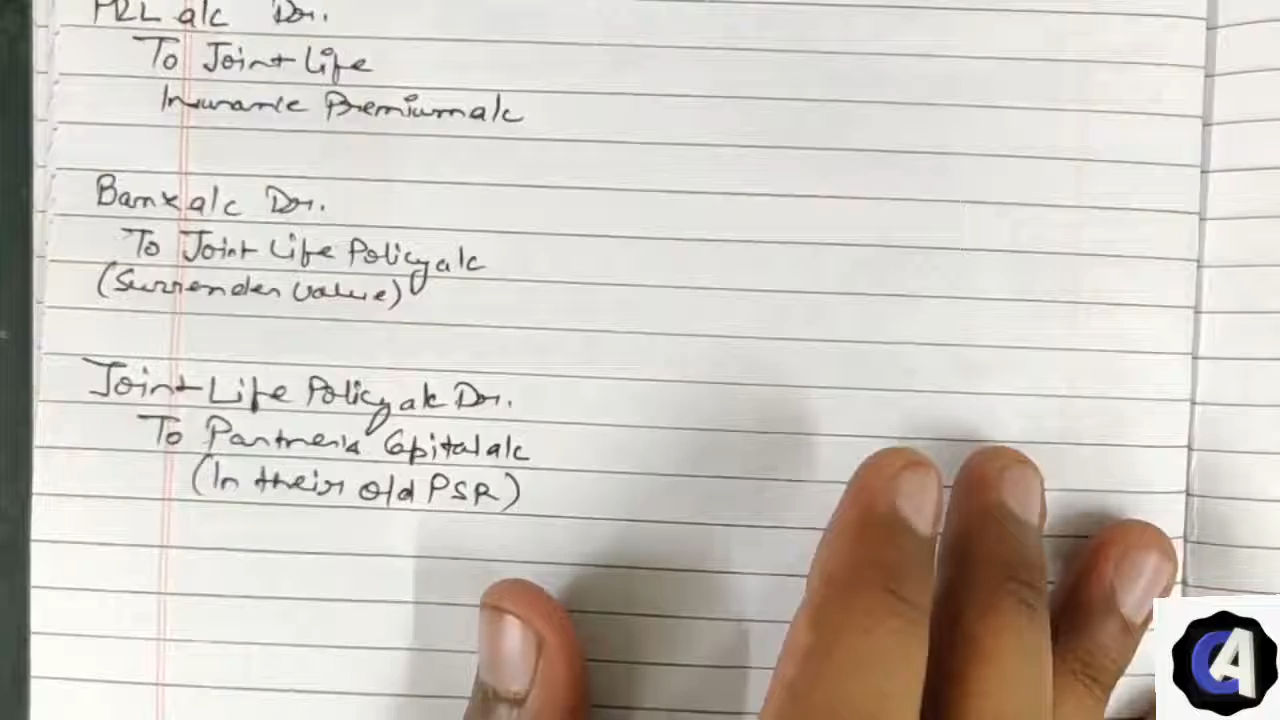 P&L a/c Dr.
To Joint Life
Insurance Premium a/c
Bank a/c Dr.
To Joint Life Policy a/c
(Surrender value)
Joint Life Policy a/c Dr.
To Partner's Capital a/c
(In their old PSR)
CA